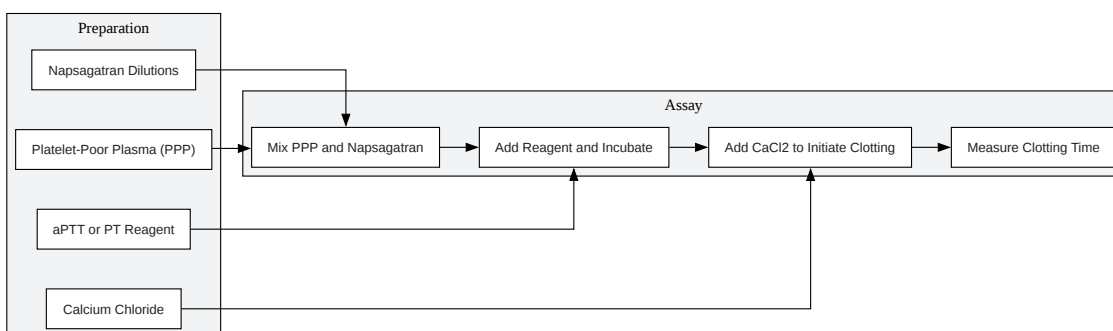 Preparation
Napsagatran Dilutions
Assay
Platelet-Poor Plasma (PPP)
Mix PPP and Napsagatran
Add Reagent and Incubate
Add CaCl2 to Initiate Clotting
Measure Clotting Time
aPTT or PT Reagent
Calcium Chloride